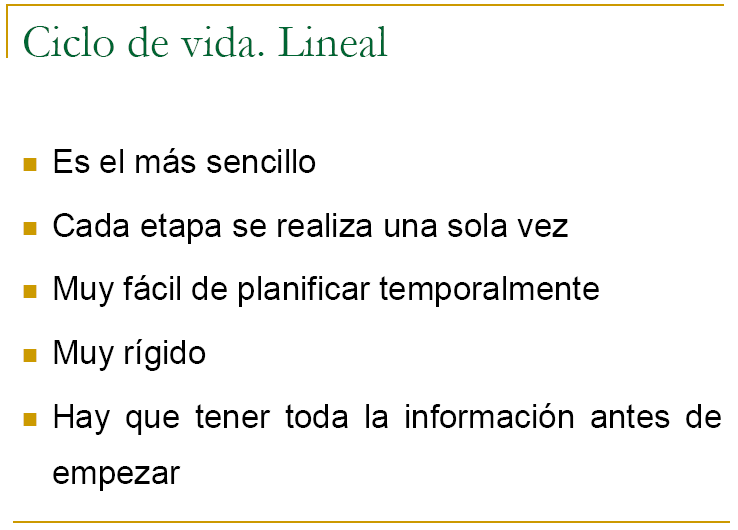 Ciclo de vida. Lineal
Es el más sencillo
Cada etapa se realiza una sola vez
Muy fácil de planificar temporalmente
Muy rígido
Hay que tener toda la información antes de
empezar